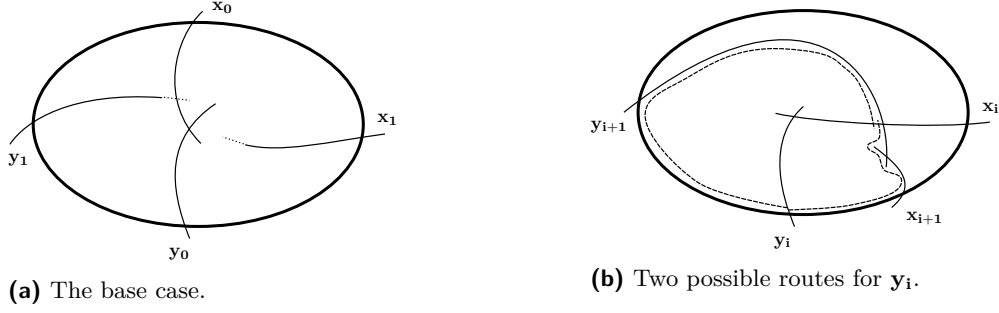 x0
x1
y1
y0
(a) The base case.
xi
yi+1
xi+1
yi
(b) Two possible routes for yi.